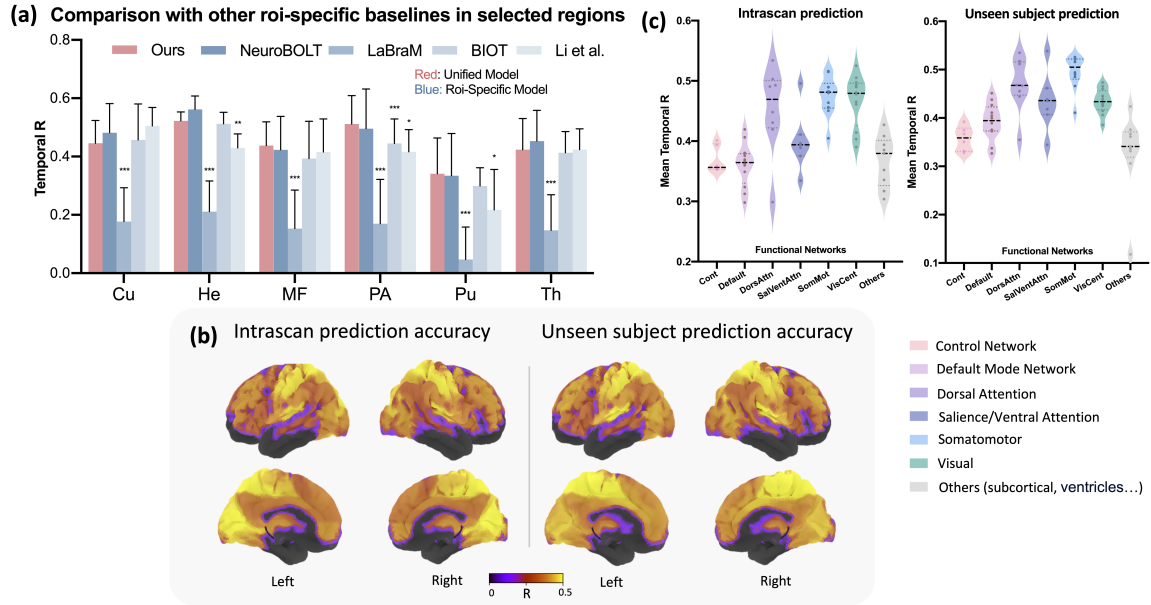 (a) Comparison with other roi-specific baselines in selected regions
Ours NeuroBOLT LaBraM BIOT Li et al.
Red: Unified Model
Blue: Roi-Specific Model
Temporal R
0.8
0.6
0.4
0.2
0.0
***
***
**
***
***
***
*
***
*
***
Cu He MF PA Pu Th
(c)
Intrascan prediction
Mean Temporal R
0.6
0.5
0.4
0.3
0.2
Functional Networks
Cont Default DorsAttn SalVentAttn SomMot VisCent Others
Unseen subject prediction
Mean Temporal R
0.6
0.5
0.4
0.3
0.2
0.1
Functional Networks
Cont Default DorsAttn SalVentAttn SomMot VisCent Others
(b) Intrascan prediction accuracy Unseen subject prediction accuracy
Left Right Left Right
0 R 0.5
Control Network
Default Mode Network
Dorsal Attention
Salience/Ventral Attention
Somatomotor
Visual
Others (subcortical, ventricles…)